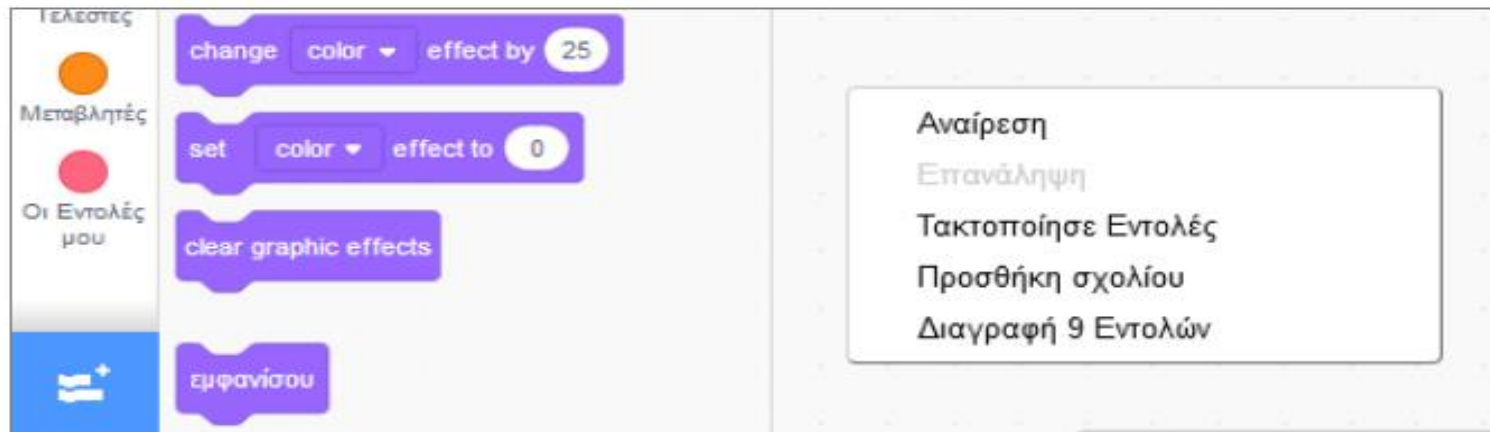 Τελεστές
Μεταβλητές
Οι Εντολές
μου
change color effect by 25
set color effect to 0
clear graphic effects
εμφανίσου
Αναίρεση
Επανάληψη
Τακτοποίησε Εντολές
Προσθήκη σχολίου
Διαγραφή 9 Εντολών